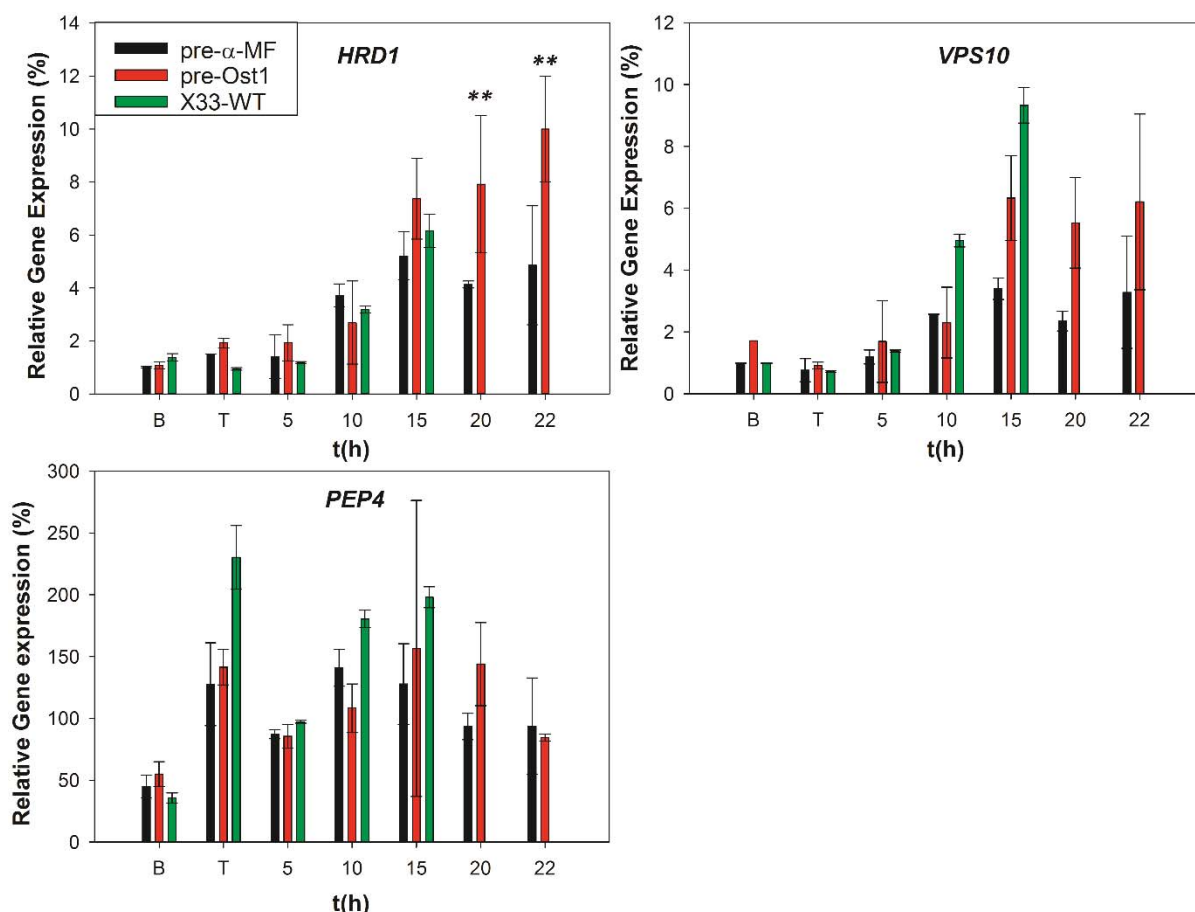 HRD1
pre-α-MF
pre-Ost1
X33-WT
** **
Relative Gene Expression (%)
14
12
10
8
6
4
2
0
B T 5 10 15 20 22
t(h)
VPS10
Relative Gene Expression (%)
12
10
8
6
4
2
0
B T 5 10 15 20 22
t(h)
PEP4
Relative Gene expression (%)
300
250
200
150
100
50
0
B T 5 10 15 20 22
t(h)